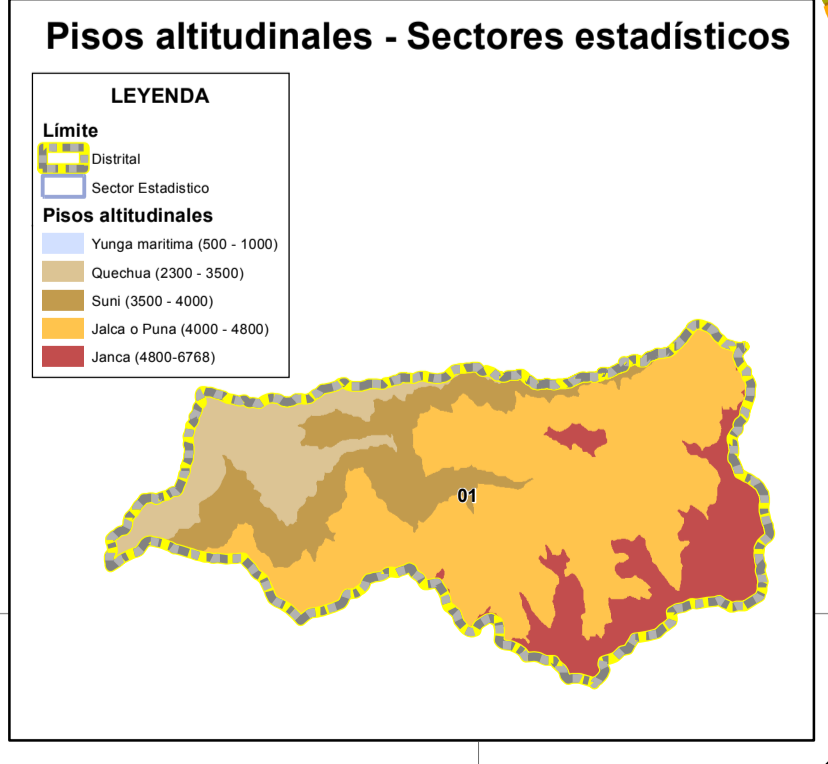 Pisos altitudinales - Sectores estadísticos
LEYENDA
Límite
Distrital
Sector Estadistico
Pisos altitudinales
Yunga maritima (500 - 1000)
Quechua (2300 - 3500)
Suni (3500 - 4000)
Jalca o Puna (4000 - 4800)
Janca (4800-6768)
01